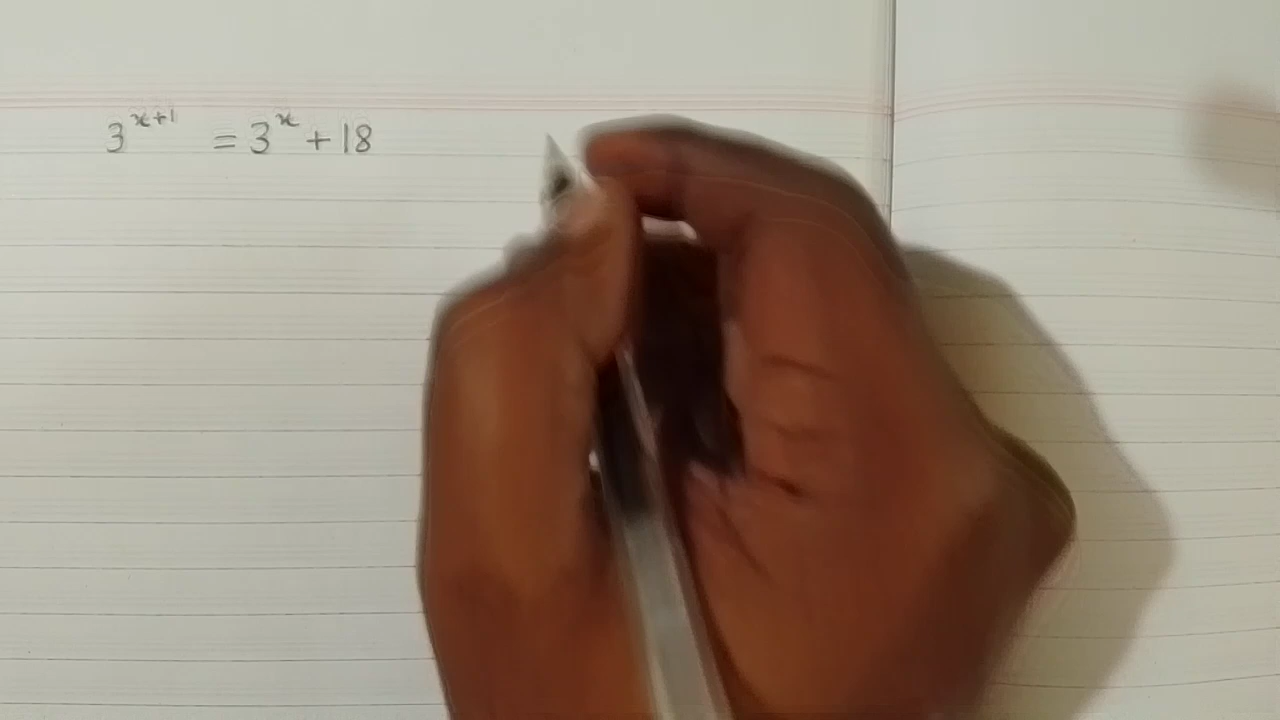 3^{x+1} = 3^x + 18